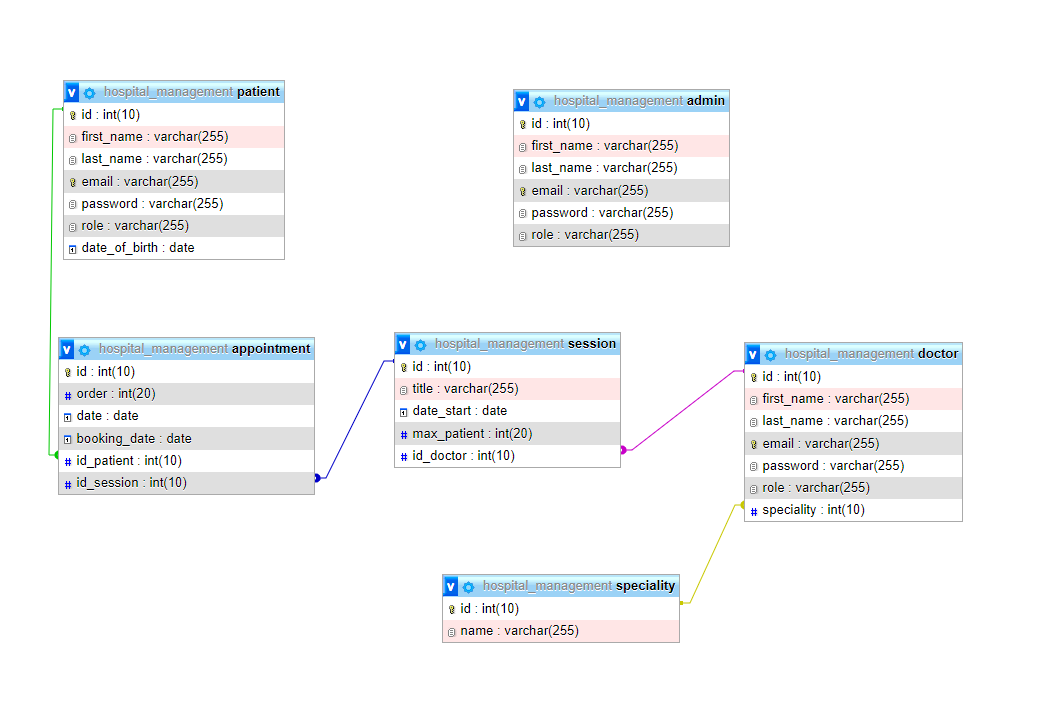 v hospital_management patient
id : int(10)
first_name : varchar(255)
last_name : varchar(255)
email : varchar(255)
password : varchar(255)
role : varchar(255)
date_of_birth : date
v hospital_management admin
id : int(10)
first_name : varchar(255)
last_name : varchar(255)
email : varchar(255)
password : varchar(255)
role : varchar(255)
v hospital_management appointment
id : int(10)
# order : int(20)
date : date
booking_date : date
# id_patient : int(10)
# id_session : int(10)
v hospital_management session
id : int(10)
title : varchar(255)
date_start : date
# max_patient : int(20)
# id_doctor : int(10)
v hospital_management doctor
id : int(10)
first_name : varchar(255)
last_name : varchar(255)
email : varchar(255)
password : varchar(255)
role : varchar(255)
# speciality : int(10)
v hospital_management speciality
id : int(10)
name : varchar(255)